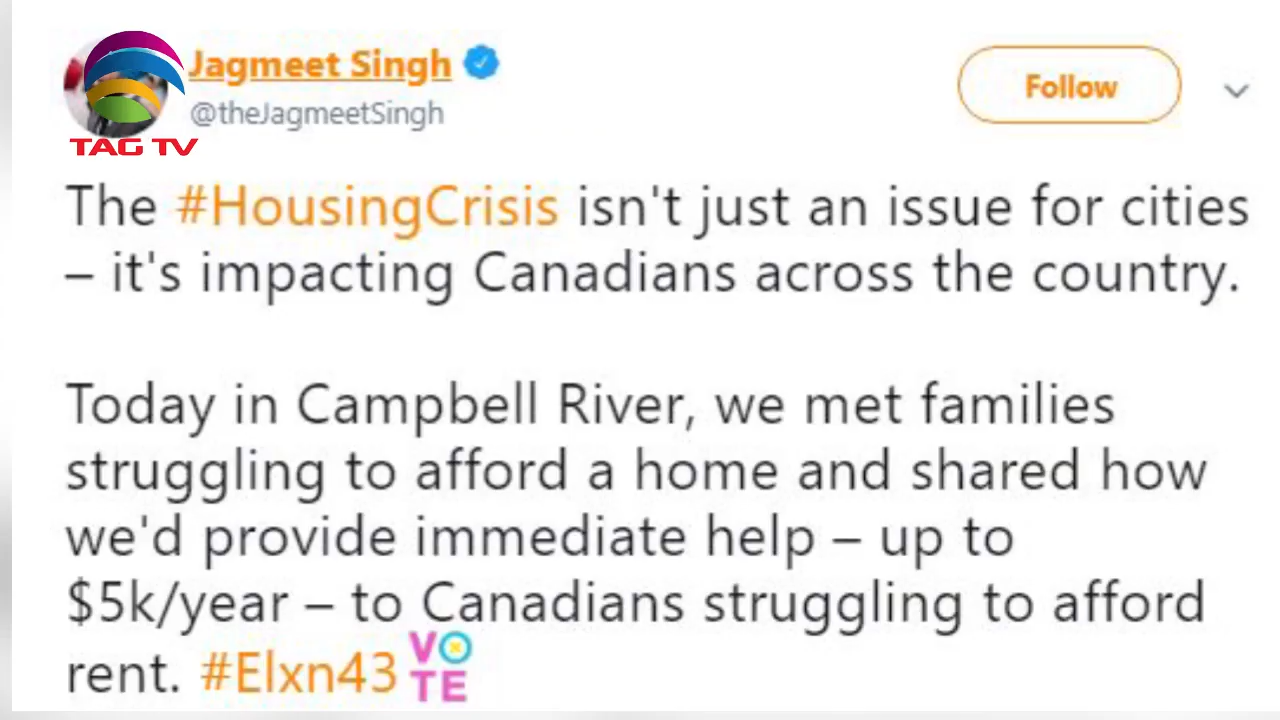 Jagmeet Singh
Follow
@theJagmeetSingh
TAG TV
The #HousingCrisis isn't just an issue for cities
– it's impacting Canadians across the country.
Today in Campbell River, we met families
struggling to afford a home and shared how
we'd provide immediate help – up to
$5k/year – to Canadians struggling to afford
rent. #Elxn43 VOTE